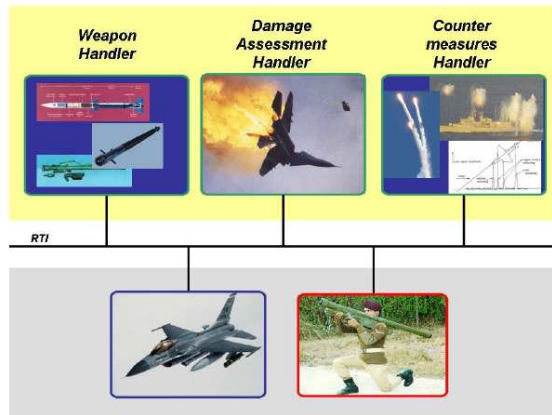 Weapon
Handler
Damage
Assessment
Handler
Counter
measures
Handler
RTI